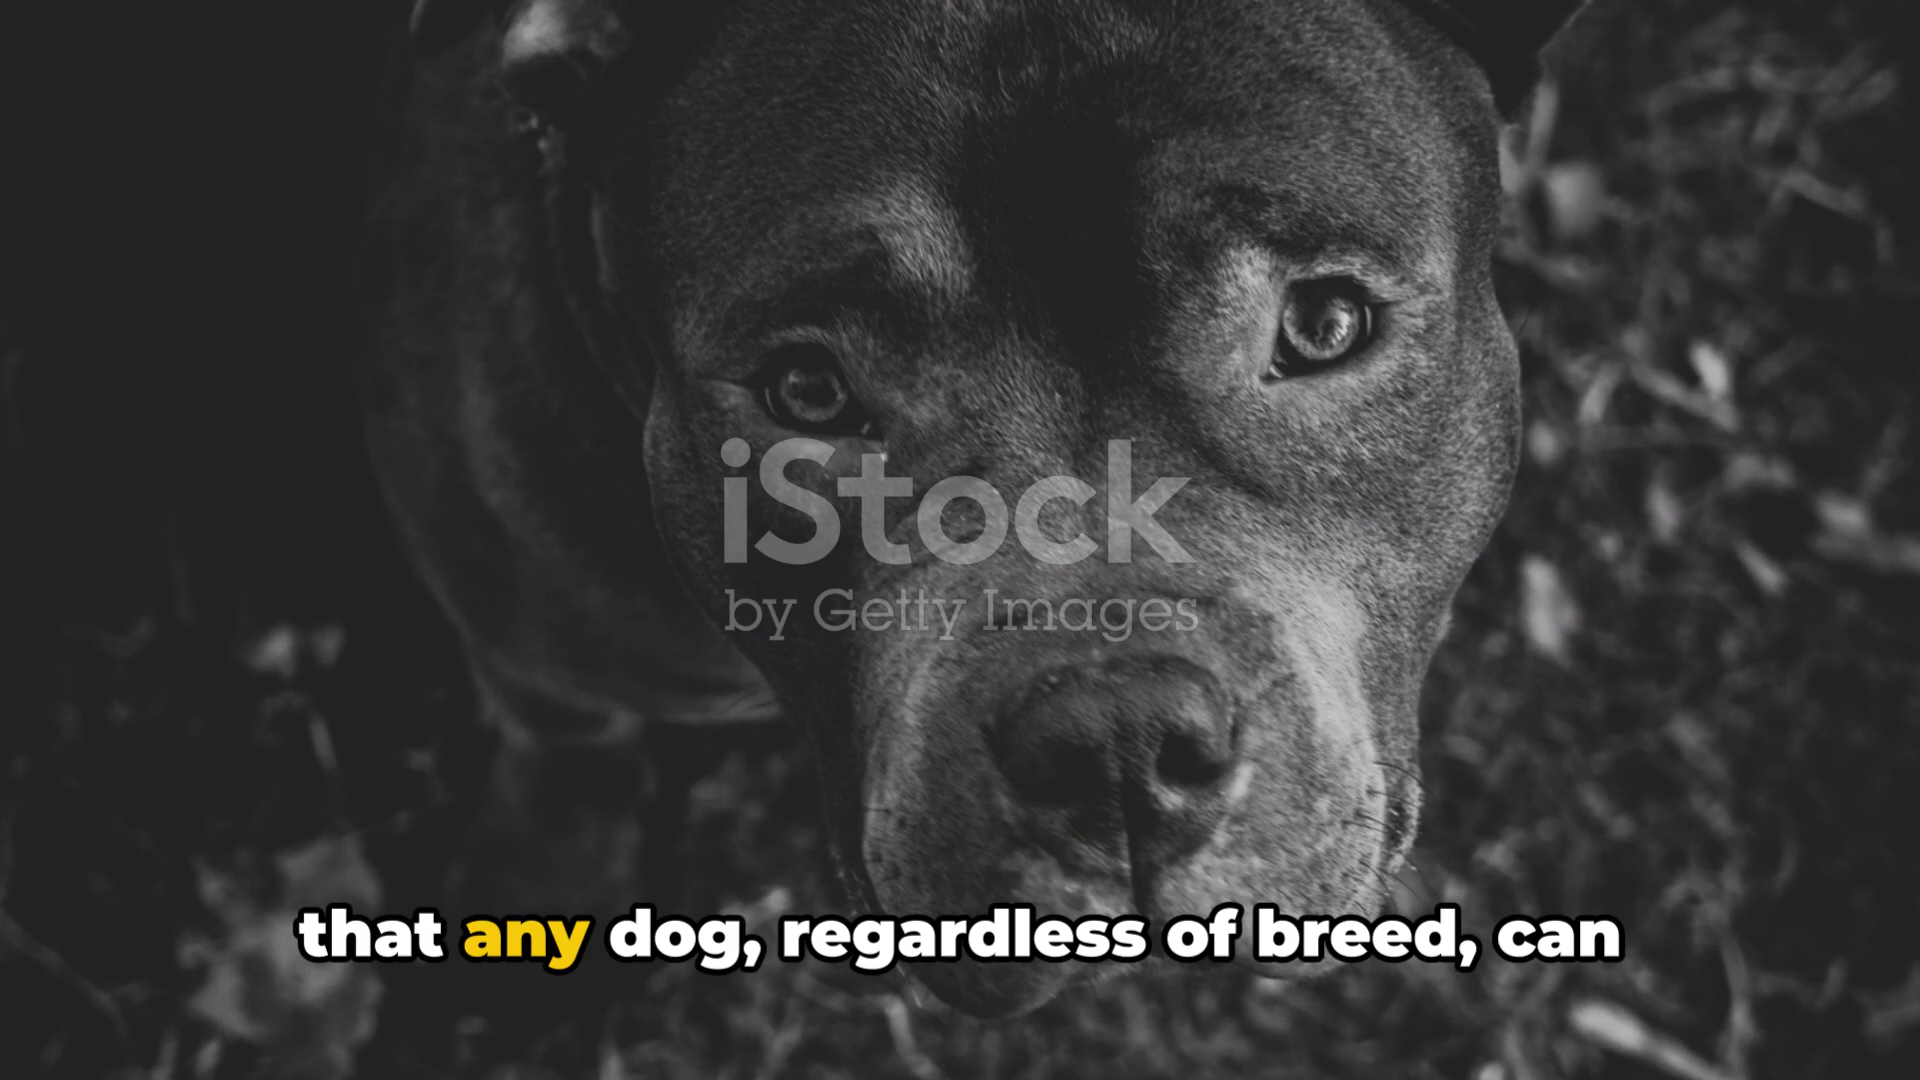 iStock
by Getty Images
that any dog, regardless of breed, can